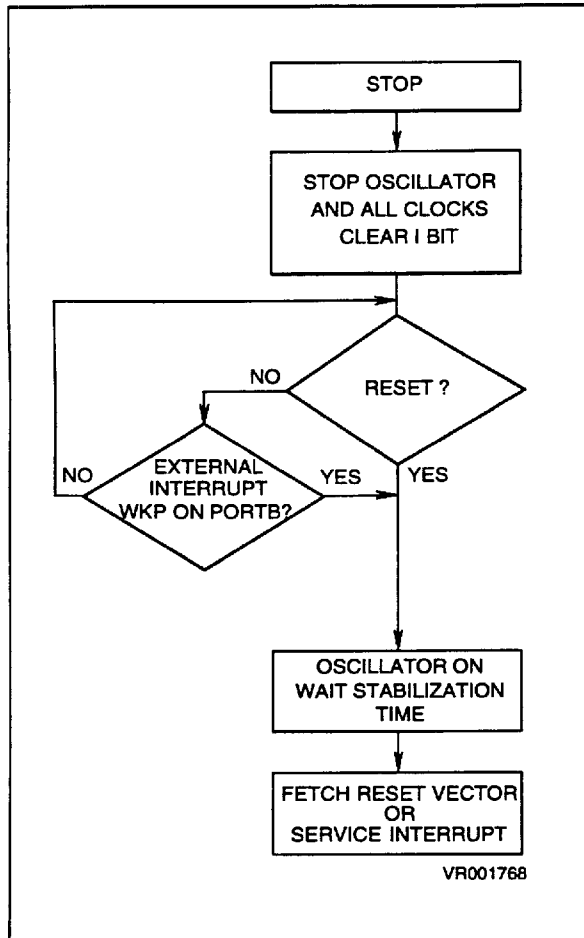 STOP
STOP OSCILLATOR
AND ALL CLOCKS
CLEAR I BIT
RESET ?
NO
YES
EXTERNAL
INTERRUPT
WKP ON PORTB?
NO
YES
OSCILLATOR ON
WAIT STABILIZATION
TIME
FETCH RESET VECTOR
OR
SERVICE INTERRUPT
VR001768